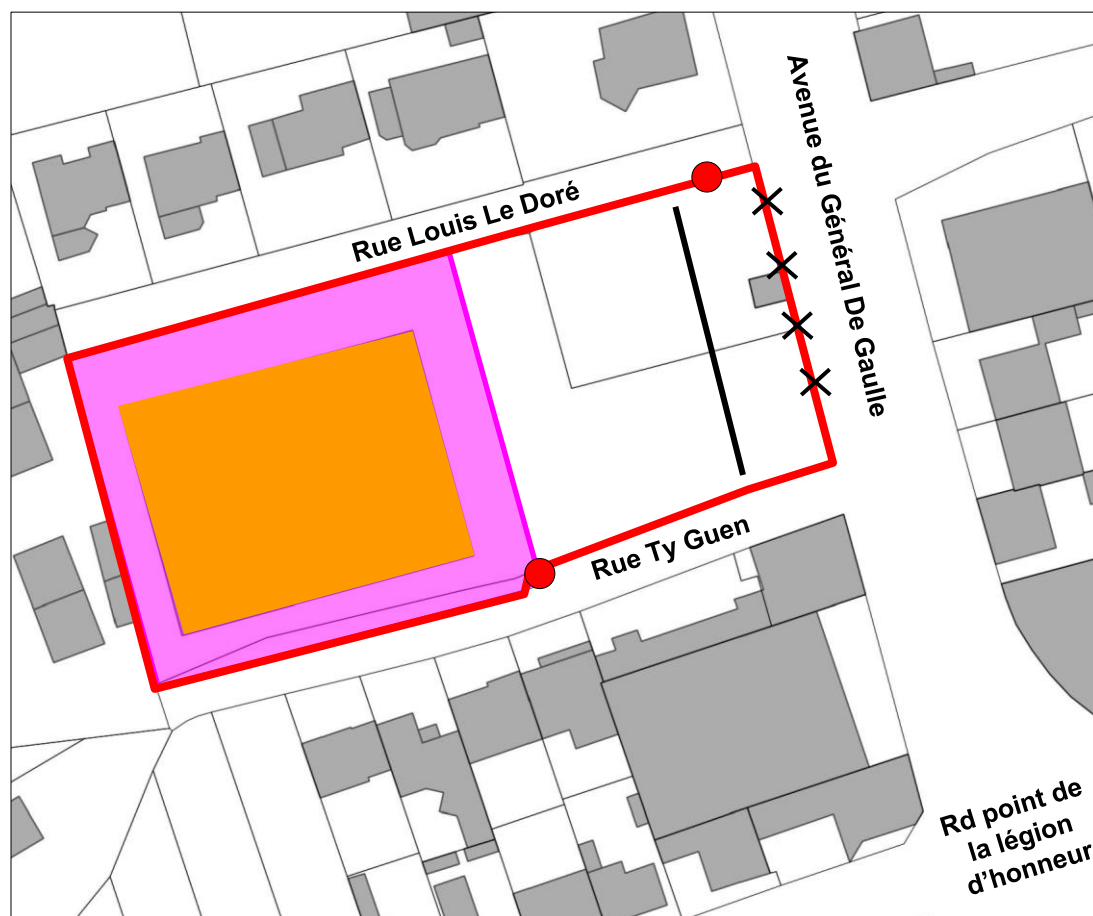 Avenue du Général De Gaulle
Rue Louis Le Doré
Rue Ty Guen
Rd point de
la légion
d'honneur